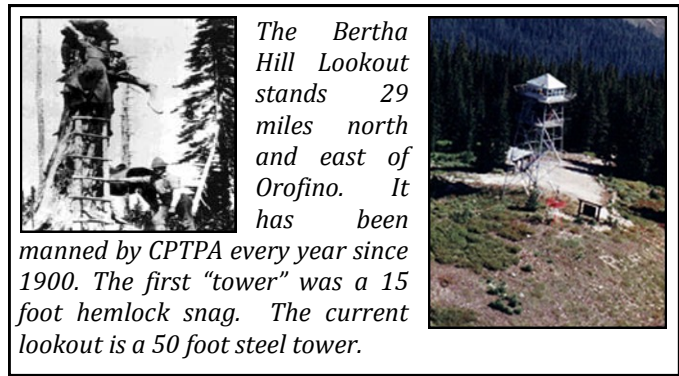 The Bertha
Hill Lookout
stands 29
miles north
and east of
Orofino. It
has been
manned by CPTPA every year since
1900. The first “tower” was a 15
foot hemlock snag. The current
lookout is a 50 foot steel tower.